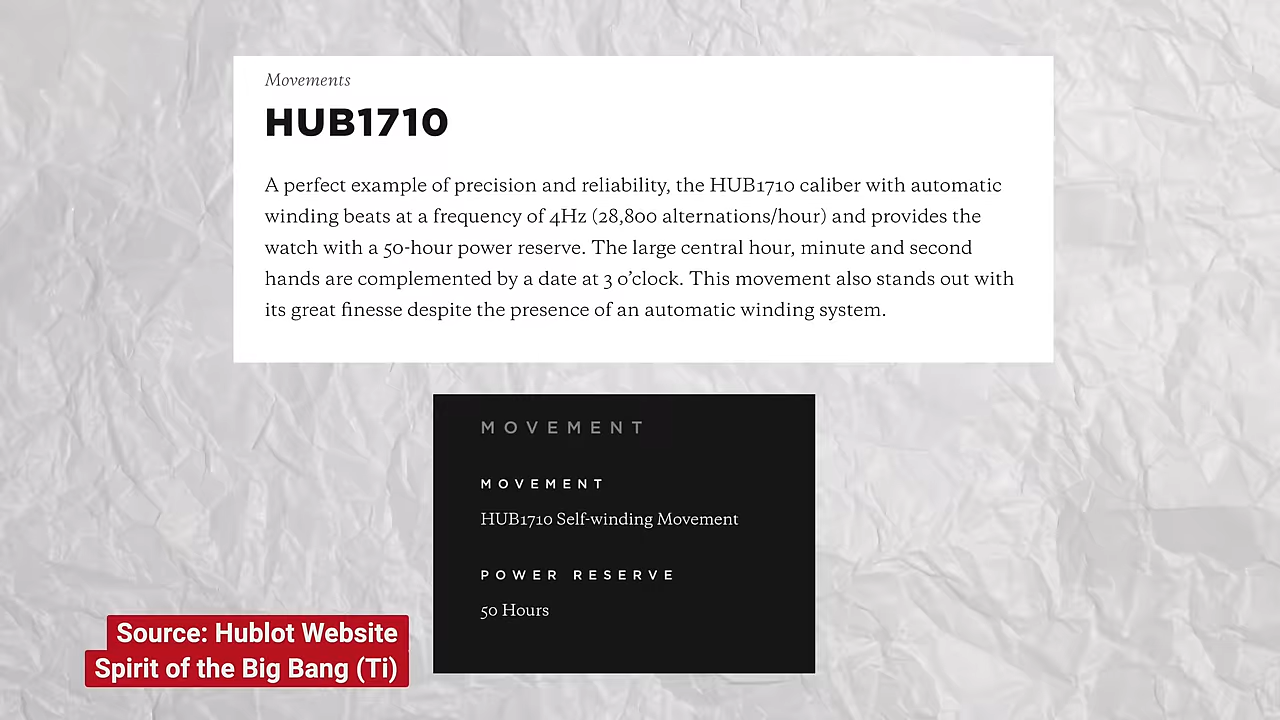 Movements
HUB1710
A perfect example of precision and reliability, the HUB1710 caliber with automatic
winding beats at a frequency of 4Hz (28,800 alternations/hour) and provides the
watch with a 50-hour power reserve. The large central hour, minute and second
hands are complemented by a date at 3 o’clock. This movement also stands out with
its great finesse despite the presence of an automatic winding system.
MOVEMENT
MOVEMENT
HUB1710 Self-winding Movement
POWER RESERVE
50 Hours
Source: Hublot Website
Spirit of the Big Bang (Ti)